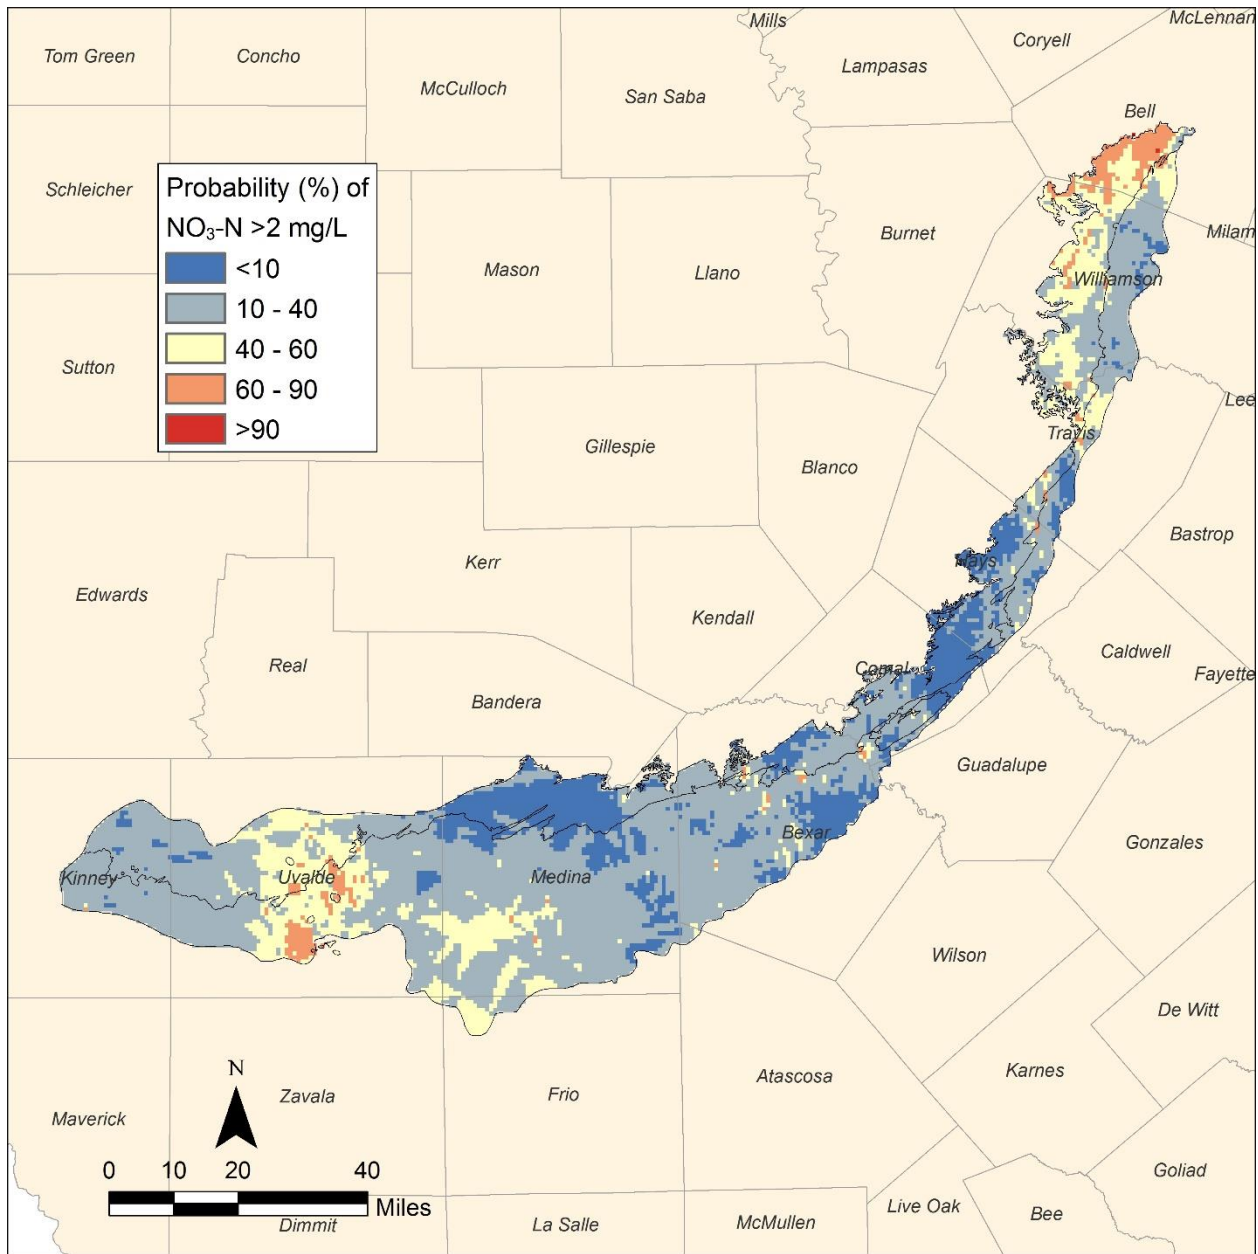 Mills
McLennan
Coryell
Tom Green
Concho
Lampasas
McCulloch
San Saba
Bell
Probability (%) of
NO₃-N >2 mg/L
<10
10 - 40
40 - 60
60 - 90
>90
Schleicher
Burnet
Milam
Mason
Llano
Williamson
Sutton
Lee
Travis
Gillespie
Blanco
Bastrop
Kerr
Hays
Edwards
Kendall
Caldwell
Real
Comal
Fayette
Bandera
Guadalupe
Bexar
Gonzales
Kinney
Uvalde
Medina
Wilson
De Witt
N
Karnes
Atascosa
Zavala
Frio
Maverick
0 10 20 40
Miles
Goliad
Live Oak
Bee
Dimmit
La Salle
McMullen